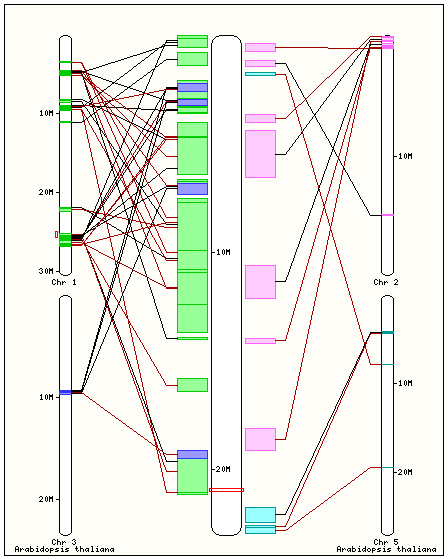 10M
20M
30M
Chr 1
10M
20M
Chr 3
Arabidopsis thaliana
10M
20M
10M
Chr 2
10M
20M
Chr 5
Arabidopsis thaliana